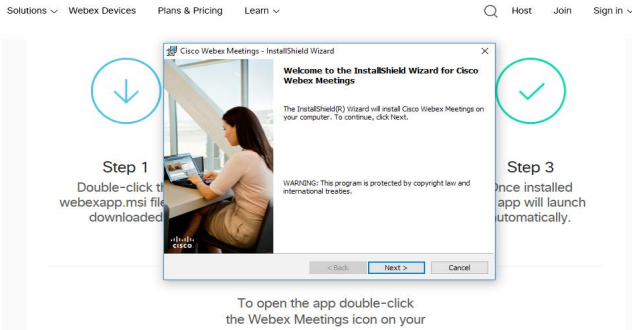 Solutions Webex Devices Plans & Pricing Learn Host Join Sign in
Cisco Webex Meetings - InstallShield Wizard
Welcome to the InstallShield Wizard for Cisco
Webex Meetings
The InstallShield(R) Wizard will install Cisco Webex Meetings on
your computer. To continue, click Next.
WARNING: This program is protected by copyright law and
international treaties.
CISCO
< Back Next > Cancel
Step 1
Double-click t
webexapp.msi file
downloaded
Step 3
Once installed
app will launch
automatically.
To open the app double-click
the Webex Meetings icon on your